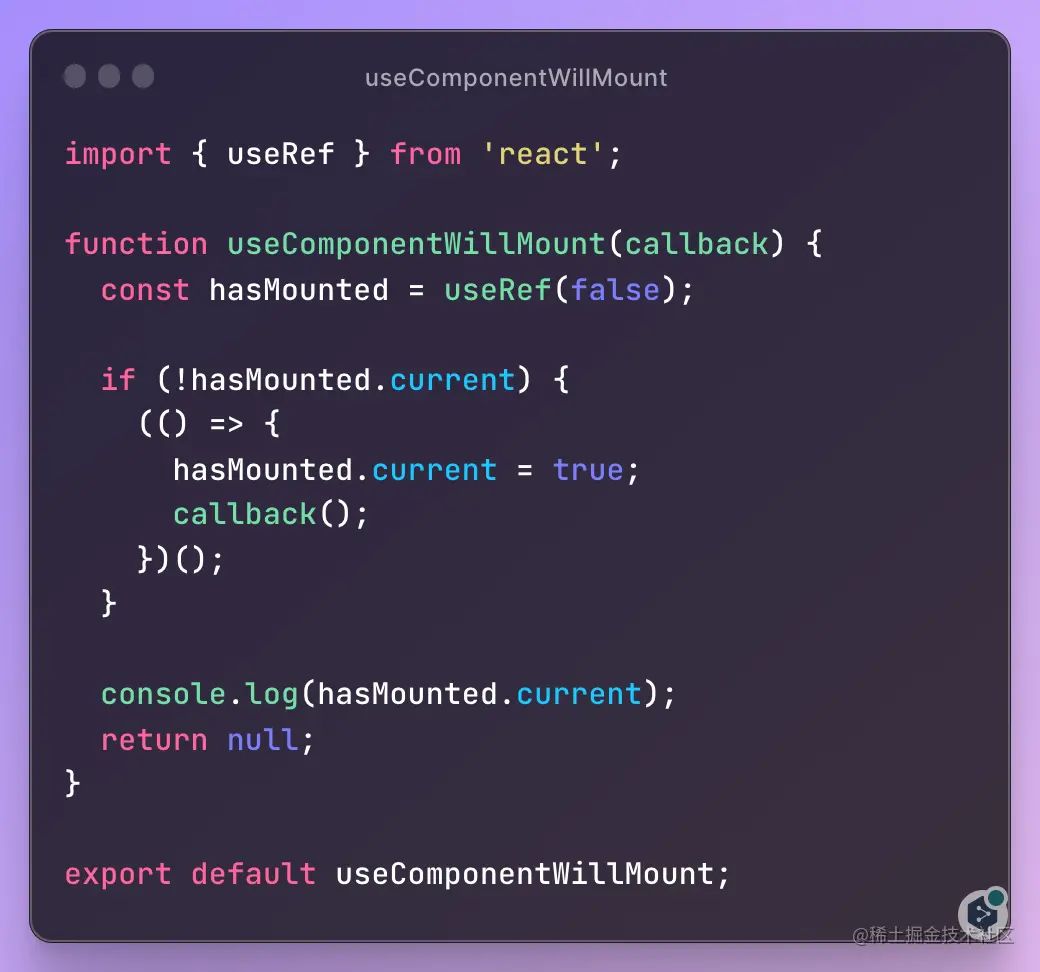 useComponentWillMount
import { useRef } from 'react';
function useComponentWillMount(callback) {
  const hasMounted = useRef(false);
  if (!hasMounted.current) {
    (() => {
      hasMounted.current = true;
      callback();
    })();
  }
  console.log(hasMounted.current);
  return null;
}
export default useComponentWillMount;
@稀土掘金技术社区